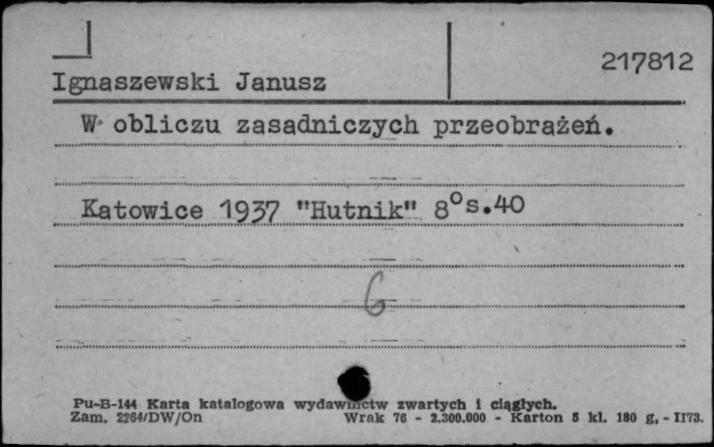 217812
Ignaszewski Janusz
W obliczu zasadniczych przeobrażeń.
Katowice 1937 "Hutnik" 8° s.40
6
Pu-B-144 Karta katalogowa wydawnictw zwartych i ciągłych.
Zam. 2264/DW/On Wrak 76 - 2.300.000 - Karton 5 kl. 180 g, - II73.